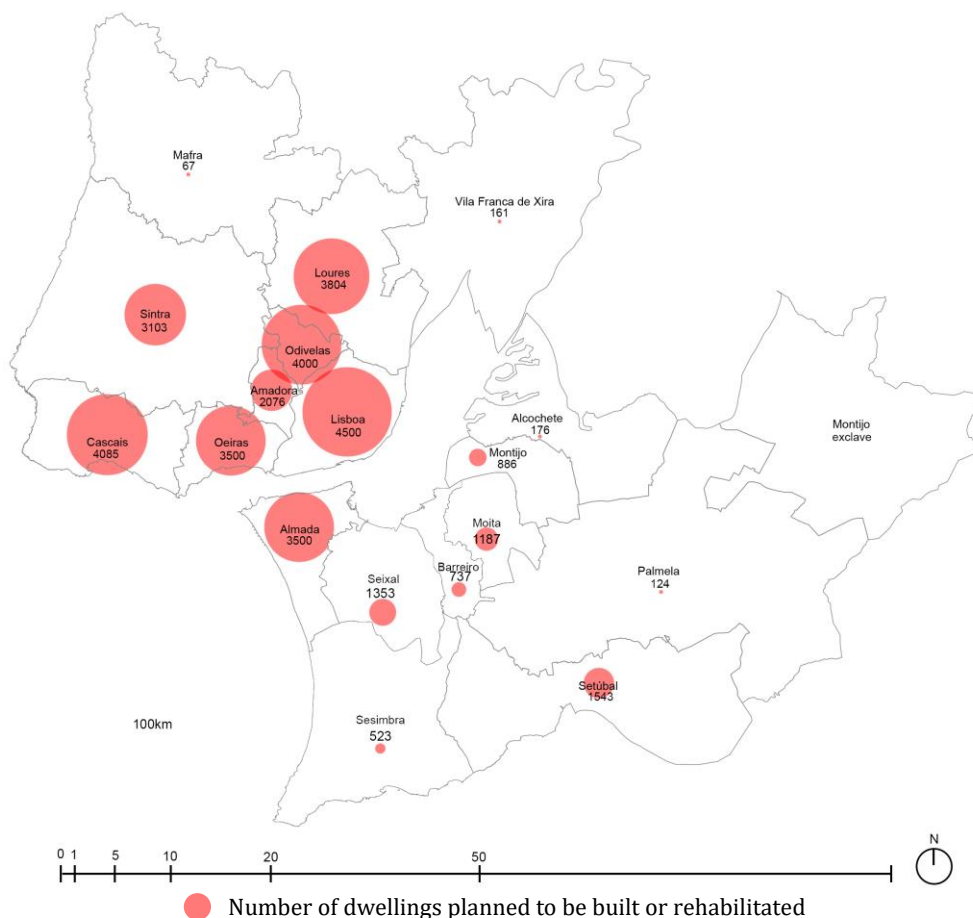 Mafra
67
Vila Franca de Xira
161
Loures
3804
Sintra
3103
Odivelas
4000
Amadora
2076
Lisboa
4500
Cascais
4085
Oeiras
3500
Alcochete
176
Montijo
exclave
Montijo
886
Almada
3500
Moita
1187
Barreiro
737
Seixal
1353
Palmela
124
Setúbal
1543
Sesimbra
523
100km
0 1 5 10 20 50
N
Number of dwellings planned to be built or rehabilitated